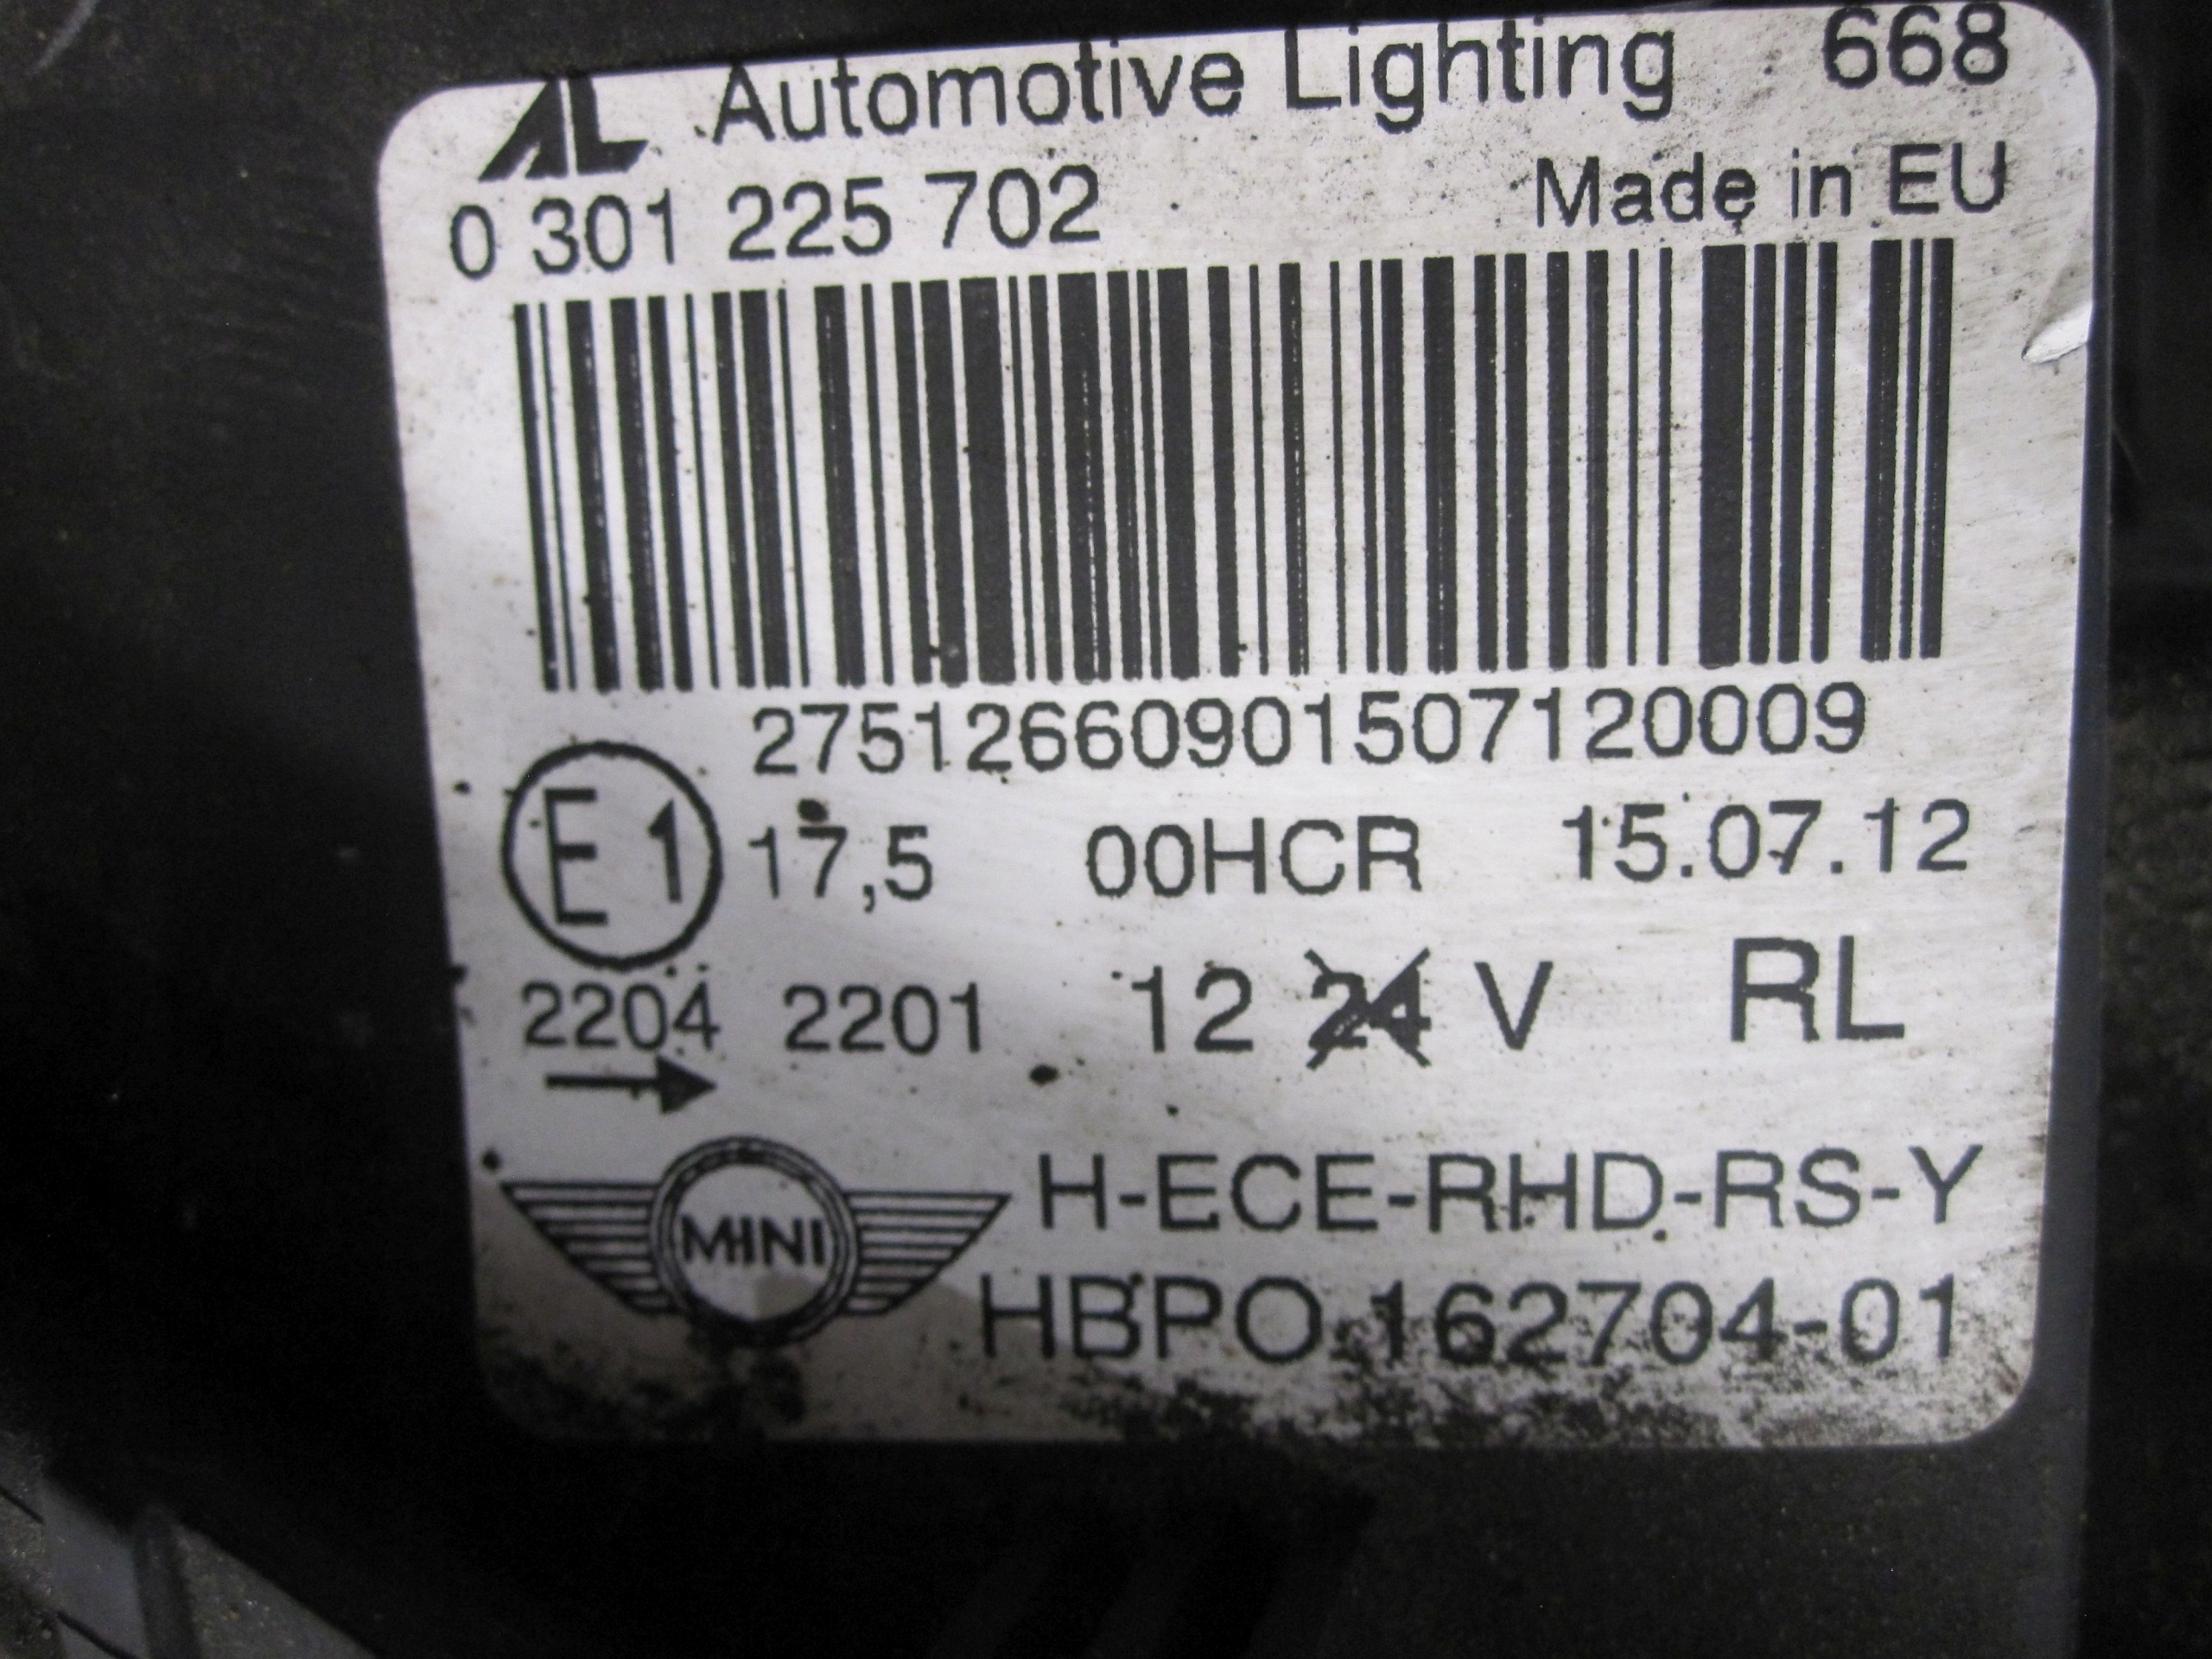 AL Automotive Lighting 668
0 301 225 702 Made in EU
27512660901507120009
E1 17,5 00HCR 15.07.12
2204 2201 12 24 V RL
MINI H-ECE-RHD-RS-Y
HBPO 162704-01